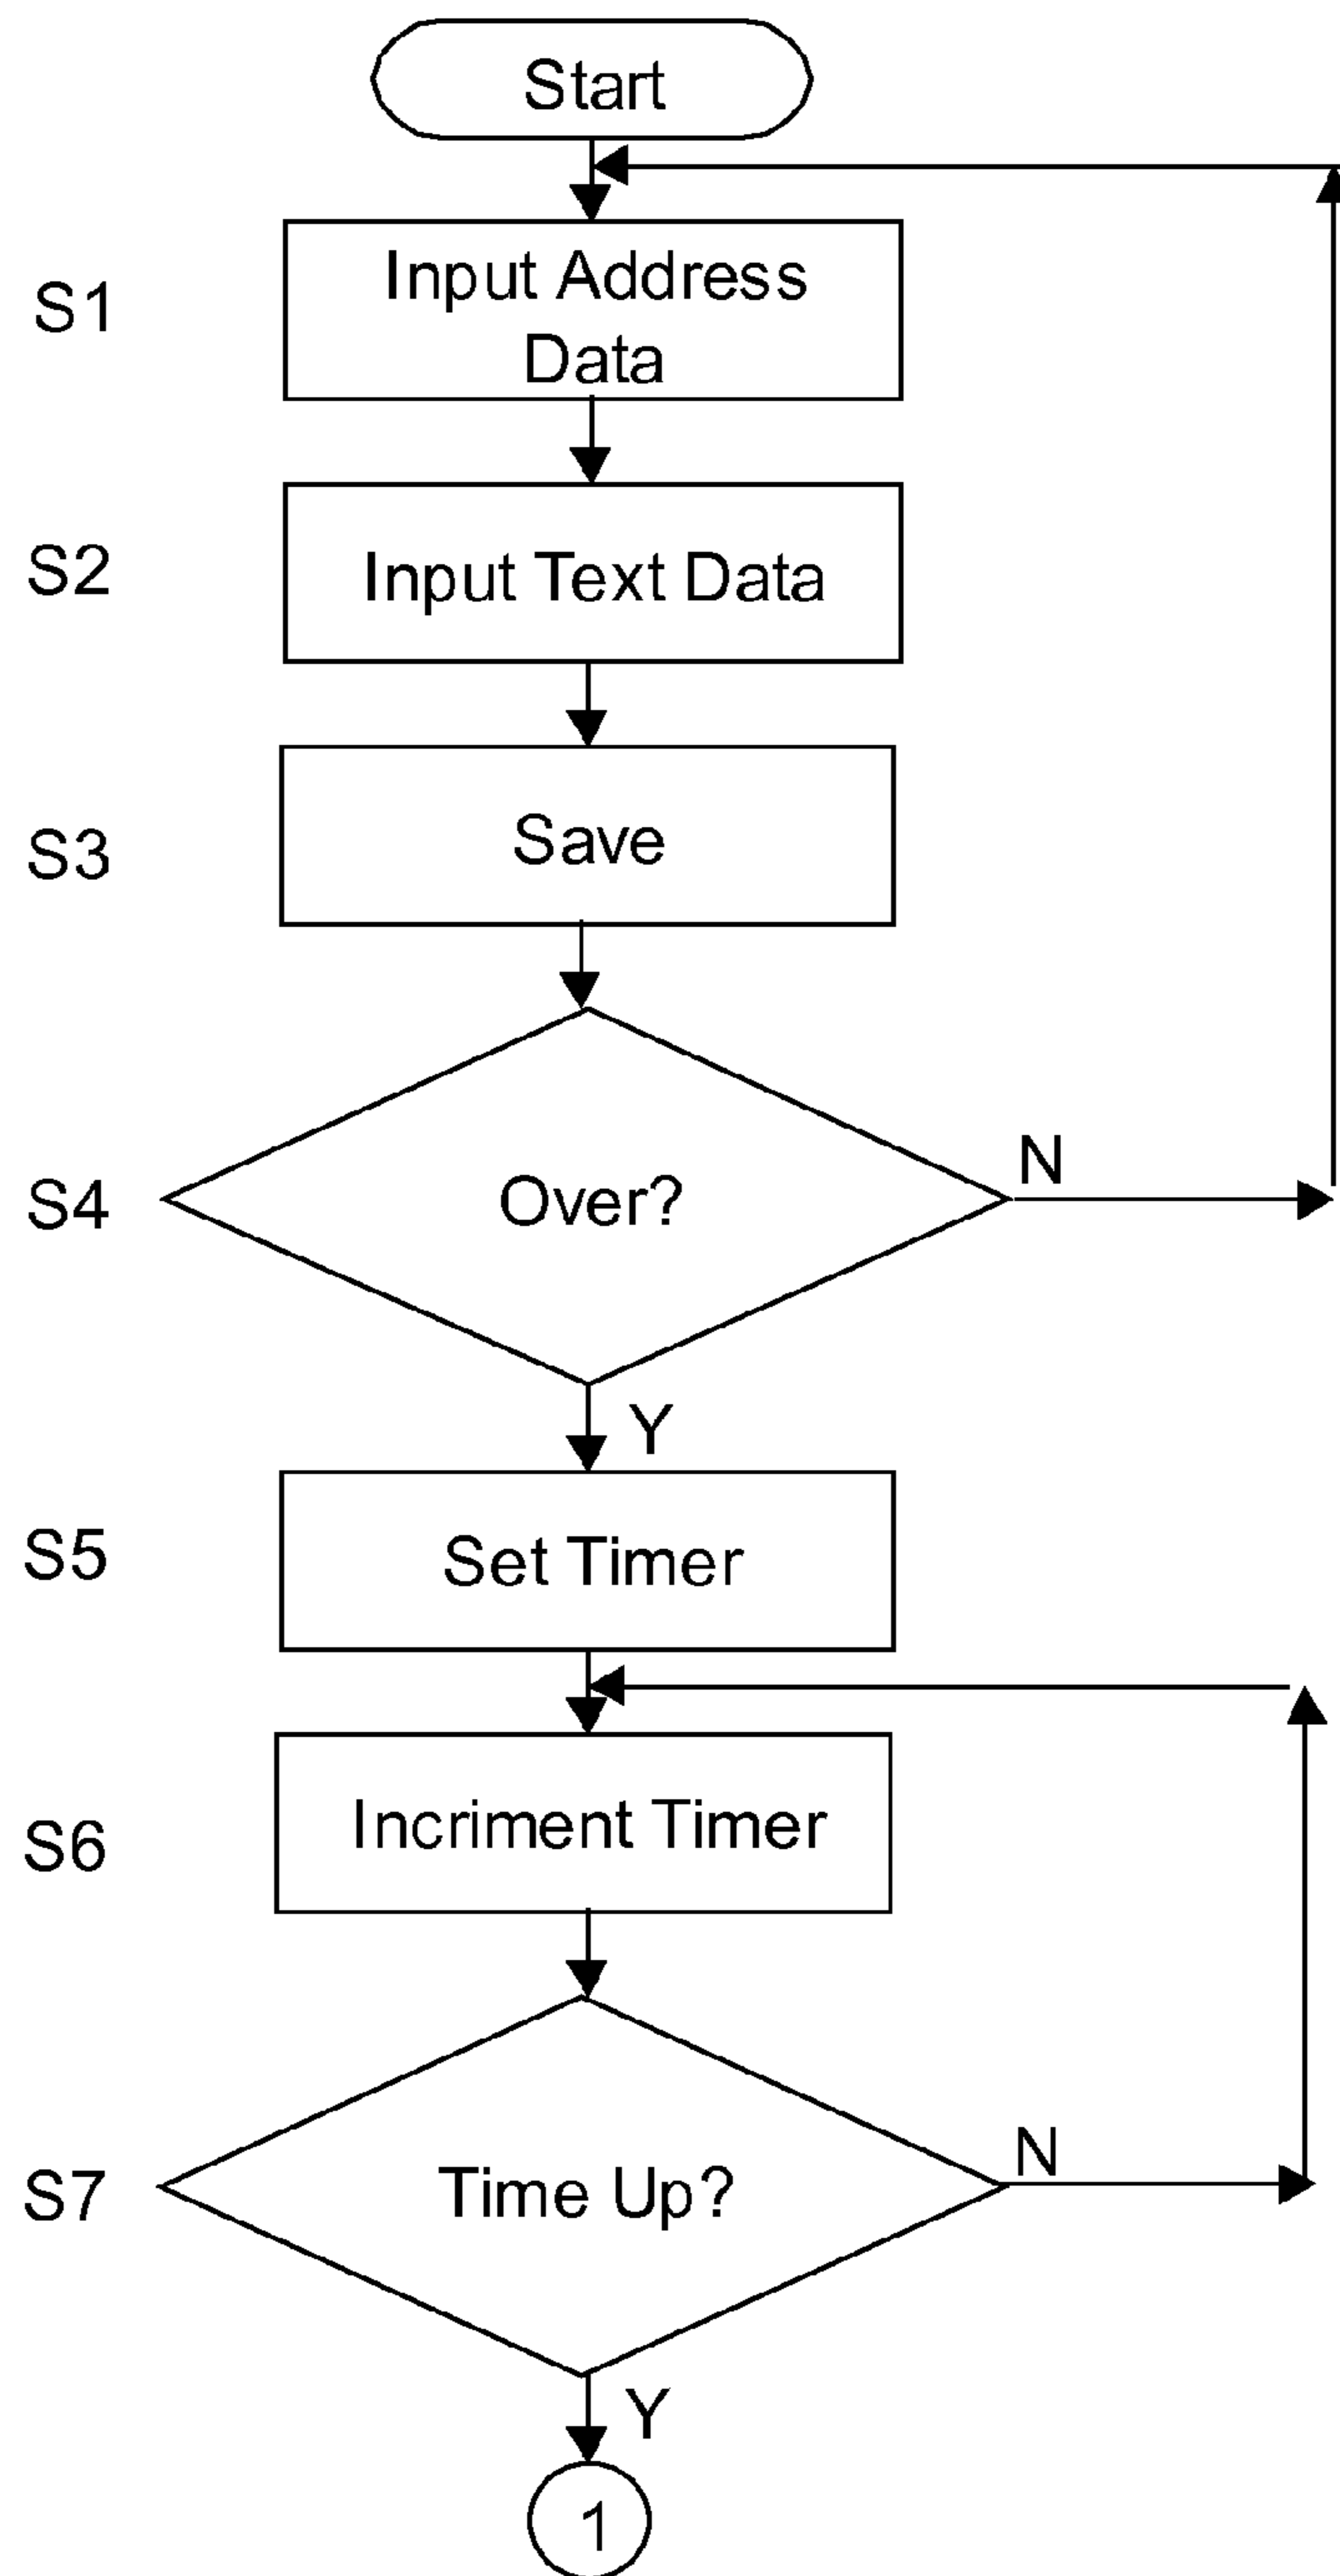 Start
S1
Input Address
Data
S2
Input Text Data
S3
Save
S4
Over?
N
Y
S5
Set Timer
S6
Incriment Timer
S7
Time Up?
N
Y
1